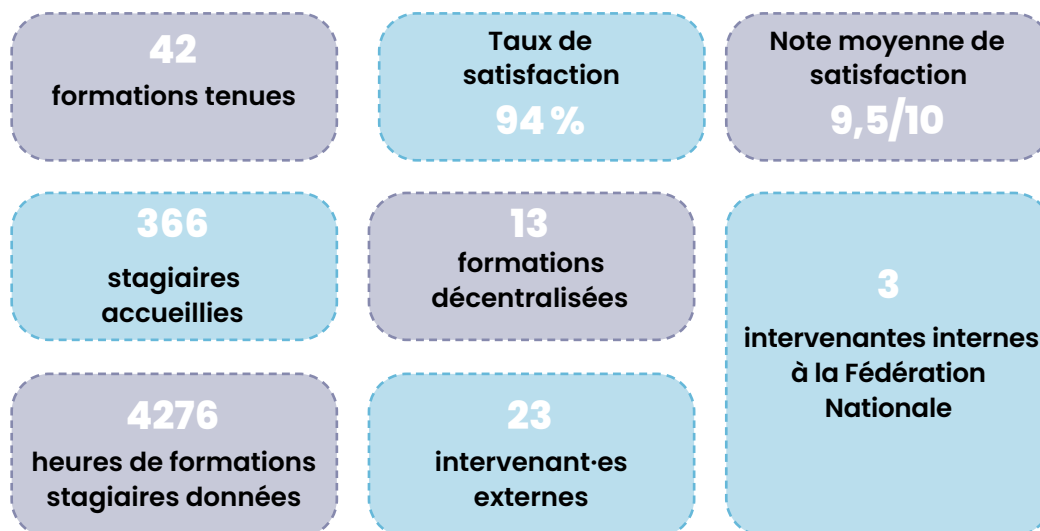 42
formations tenues
Taux de
satisfaction
94 %
Note moyenne de
satisfaction
9,5/10
366
stagiaires
accueillies
13
formations
décentralisées
3
intervenantes internes
à la Fédération
Nationale
4276
heures de formations
stagiaires données
23
intervenant·es
externes